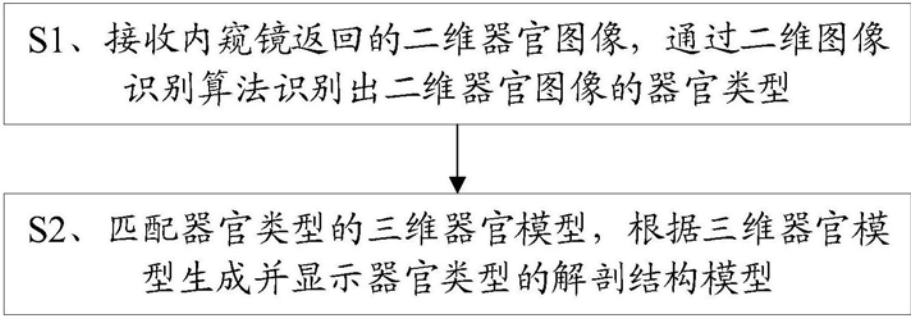 S1、接收内窥镜返回的二维器官图像，通过二维图像
识别算法识别出二维器官图像的器官类型
S2、匹配器官类型的三维器官模型，根据三维器官模
型生成并显示器官类型的解剖结构模型